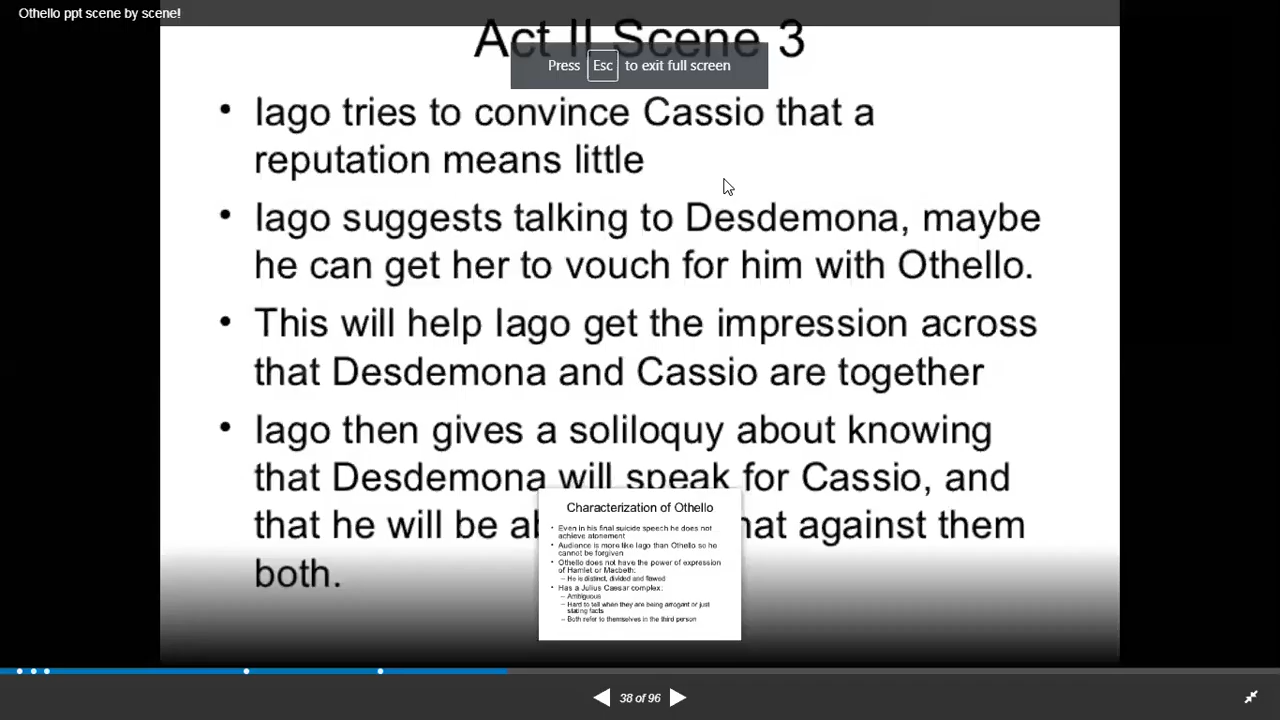 Othello ppt scene by scene!
Act II Scene 3
Press Esc to exit full screen
• Iago tries to convince Cassio that a
reputation means little
• Iago suggests talking to Desdemona, maybe
he can get her to vouch for him with Othello.
• This will help Iago get the impression across
that Desdemona and Cassio are together
• Iago then gives a soliloquy about knowing
that Desdemona will speak for Cassio, and
that he will be against them
both.
Characterization of Othello
• Even in his final suicide speech he does not
achieve atonement
• Audience is more like Iago than Othello so he
cannot be forgiven
• Othello does not have the power of expression
of Hamlet or Macbeth:
– He is distinct, divided and flawed
• Has a Julius Caesar complex:
– Ambiguous
– Hard to tell when they are being arrogant or just
stating facts
– Both refer to themselves in the third person
38 of 96